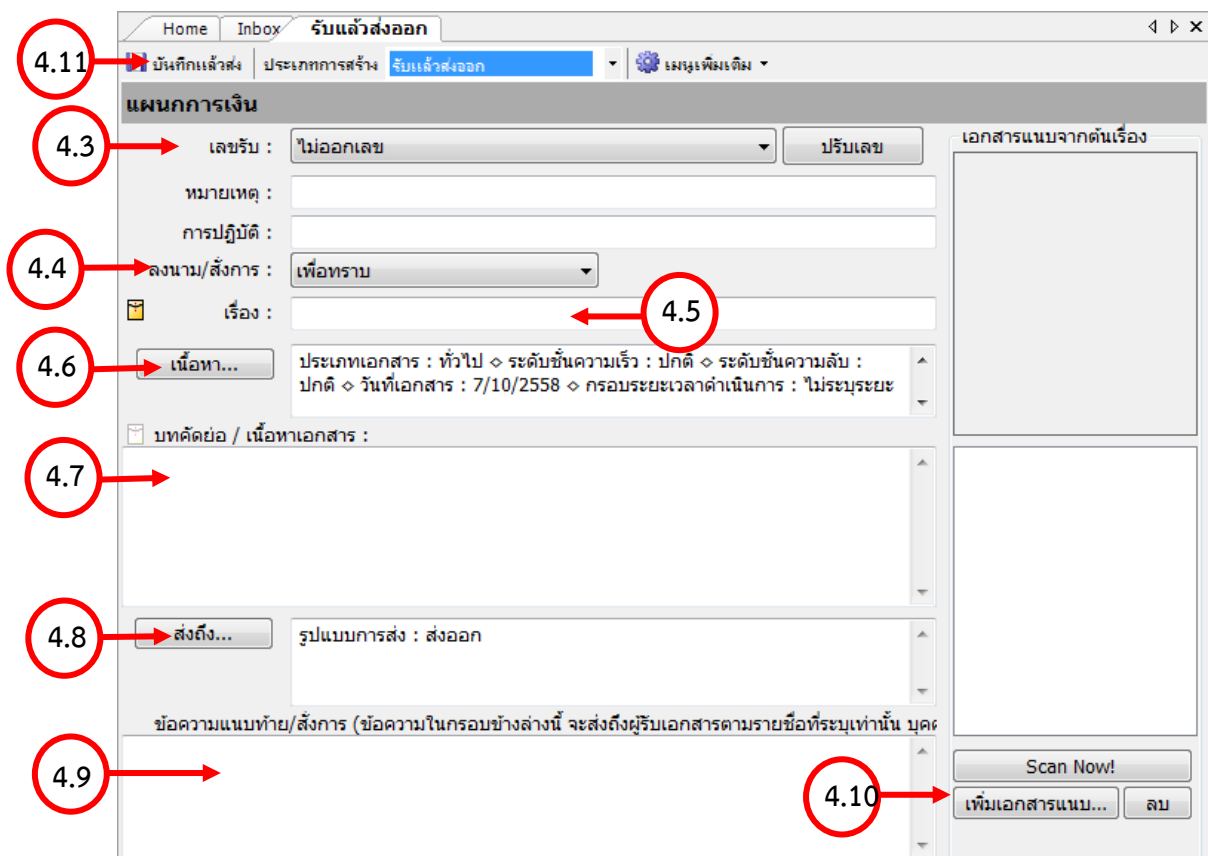 Home Inbox รับแล้วส่งออก
4.11 บันทึกแล้วส่ง ประเภทการสร้าง รับแล้วส่งออก เมนูเพิ่มเติม
แผนกการเงิน
4.3 เลขรับ : ไม่ออกเลข ปรับเลข
เอกสารแนบจากต้นเรื่อง
หมายเหตุ :
การปฏิบัติ :
4.4 ลงนาม/สั่งการ : เพื่อทราบ
เรื่อง : 4.5
4.6 เนื้อหา... ประเภทเอกสาร : ทั่วไป ◇ ระดับชั้นความเร็ว : ปกติ ◇ ระดับชั้นความลับ :
ปกติ ◇ วันที่เอกสาร : 7/10/2558 ◇ กรอบระยะเวลาดำเนินการ : ไม่ระบุระยะ
บทคัดย่อ / เนื้อหาเอกสาร :
4.7
4.8 ส่งถึง... รูปแบบการส่ง : ส่งออก
ข้อความแนบท้าย/สั่งการ (ข้อความในกรอบข้างล่างนี้ จะส่งถึงผู้รับเอกสารตามรายชื่อที่ระบุเท่านั้น
4.9
Scan Now!
4.10 เพิ่มเอกสารแนบ... ลบ